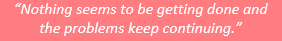 “Nothing seems to be getting done and
the problems keep continuing.”